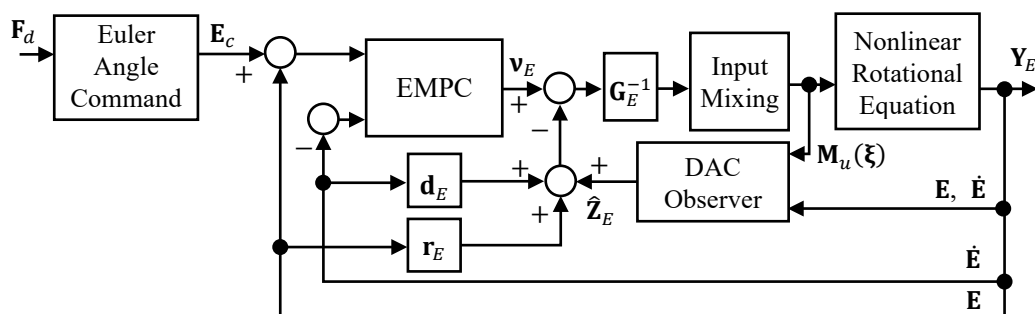 𝐅_d
Euler
Angle
Command
𝐄_c
+
−
EMPC
𝛎_E
+
−
𝐆_E^{-1}
Input
Mixing
Nonlinear
Rotational
Equation
𝐘_E
𝐌_u(𝛏)
𝐝_E
+
+
+
𝐙̂_E
DAC
Observer
𝐄, 𝐄̇
𝐫_E
𝐄̇
𝐄